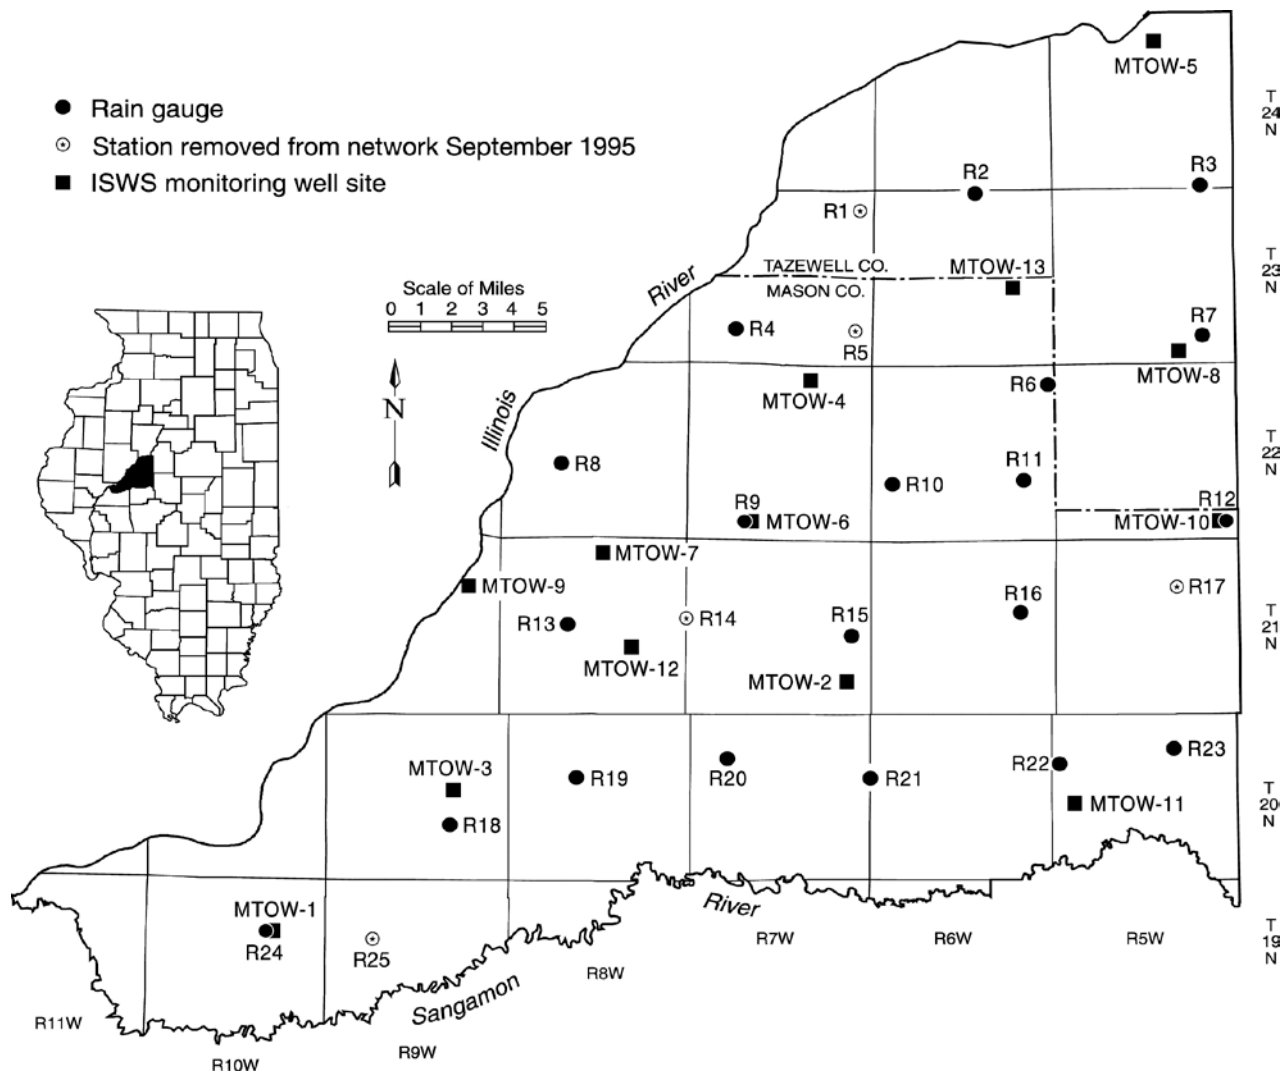 MTOW-5
Rain gauge
T
24
N
Station removed from network September 1995
ISWS monitoring well site
R2
R3
R1
TAZEWELL CO.
MTOW-13
T
23
N
River
MASON CO.
Scale of Miles
0 1 2 3 4 5
R4
R5
R7
MTOW-8
N
MTOW-4
R6
Illinois
T
22
N
R8
R10
R11
R9
MTOW-6
R12
MTOW-10
MTOW-7
MTOW-9
R13
R14
R15
R16
R17
T
21
N
MTOW-12
MTOW-2
MTOW-3
R19
R20
R21
R22
R23
R18
MTOW-11
T
20
N
MTOW-1
R24
R25
River
R7W
R6W
R5W
T
19
N
R8W
Sangamon
R11W
R9W
R10W